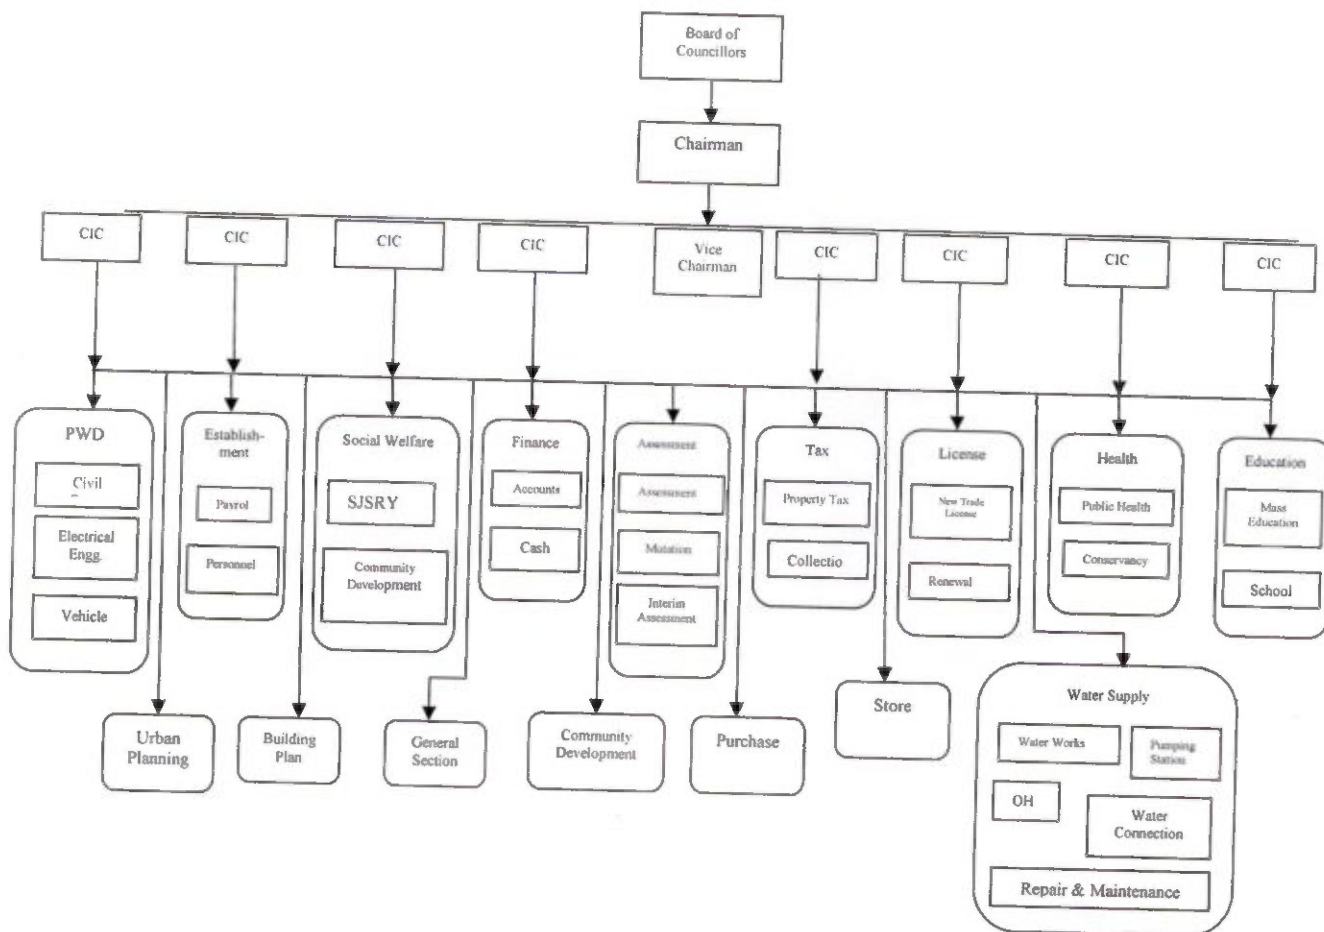 Board of
Councillors
Chairman
CIC
CIC
CIC
CIC
Vice
Chairman
CIC
CIC
CIC
CIC
PWD
Civil
Electrical
Engg.
Vehicle
Establish-
ment
Payrol
Personnel
Social Welfare
SJSRY
Community
Development
Finance
Accounts
Cash
Assessment
Assessment
Mutation
Interim
Assessment
Tax
Property Tax
Collectio
License
New Trade
License
Renewal
Health
Public Health
Conservancy
Education
Mass
Education
School
Urban
Planning
Building
Plan
General
Section
Community
Development
Purchase
Store
Water Supply
Water Works
Pumping
Station
OH
Water
Connection
Repair & Maintenance